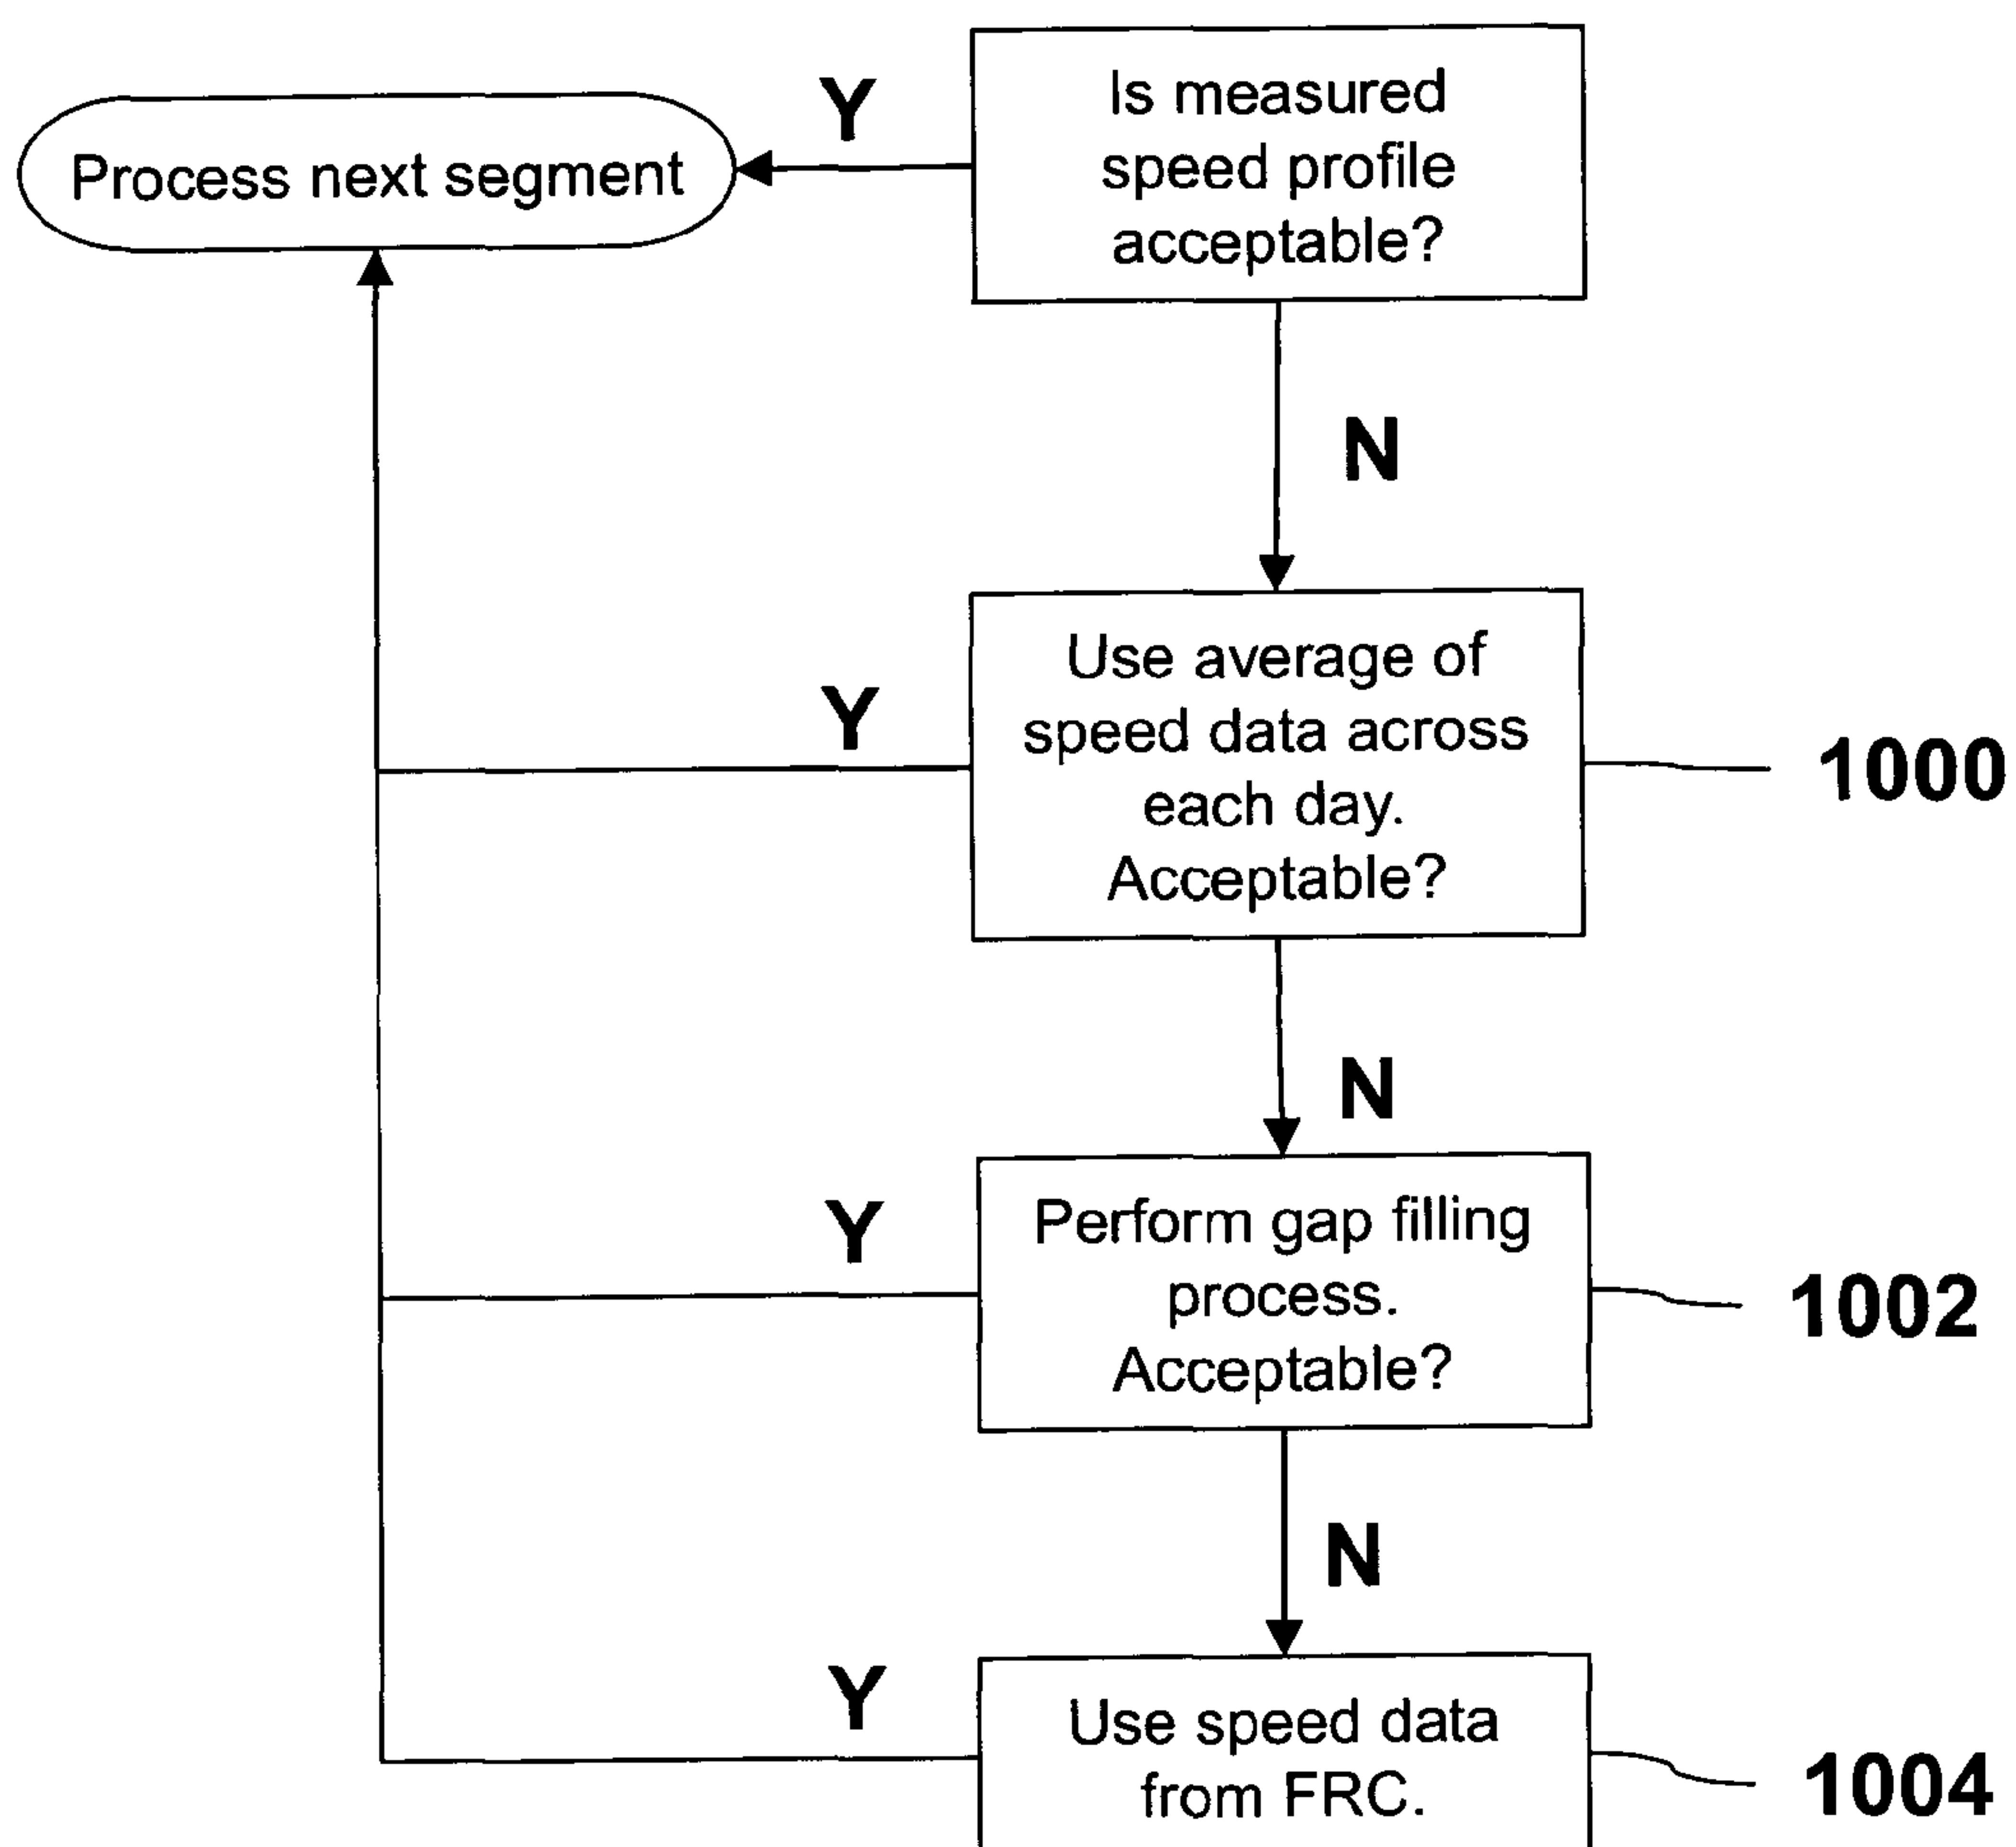 Process next segment
Y
Is measured
speed profile
acceptable?
N
Y
Use average of
speed data across
each day.
Acceptable?
1000
N
Y
Perform gap filling
process.
Acceptable?
1002
N
Y
Use speed data
from FRC.
1004